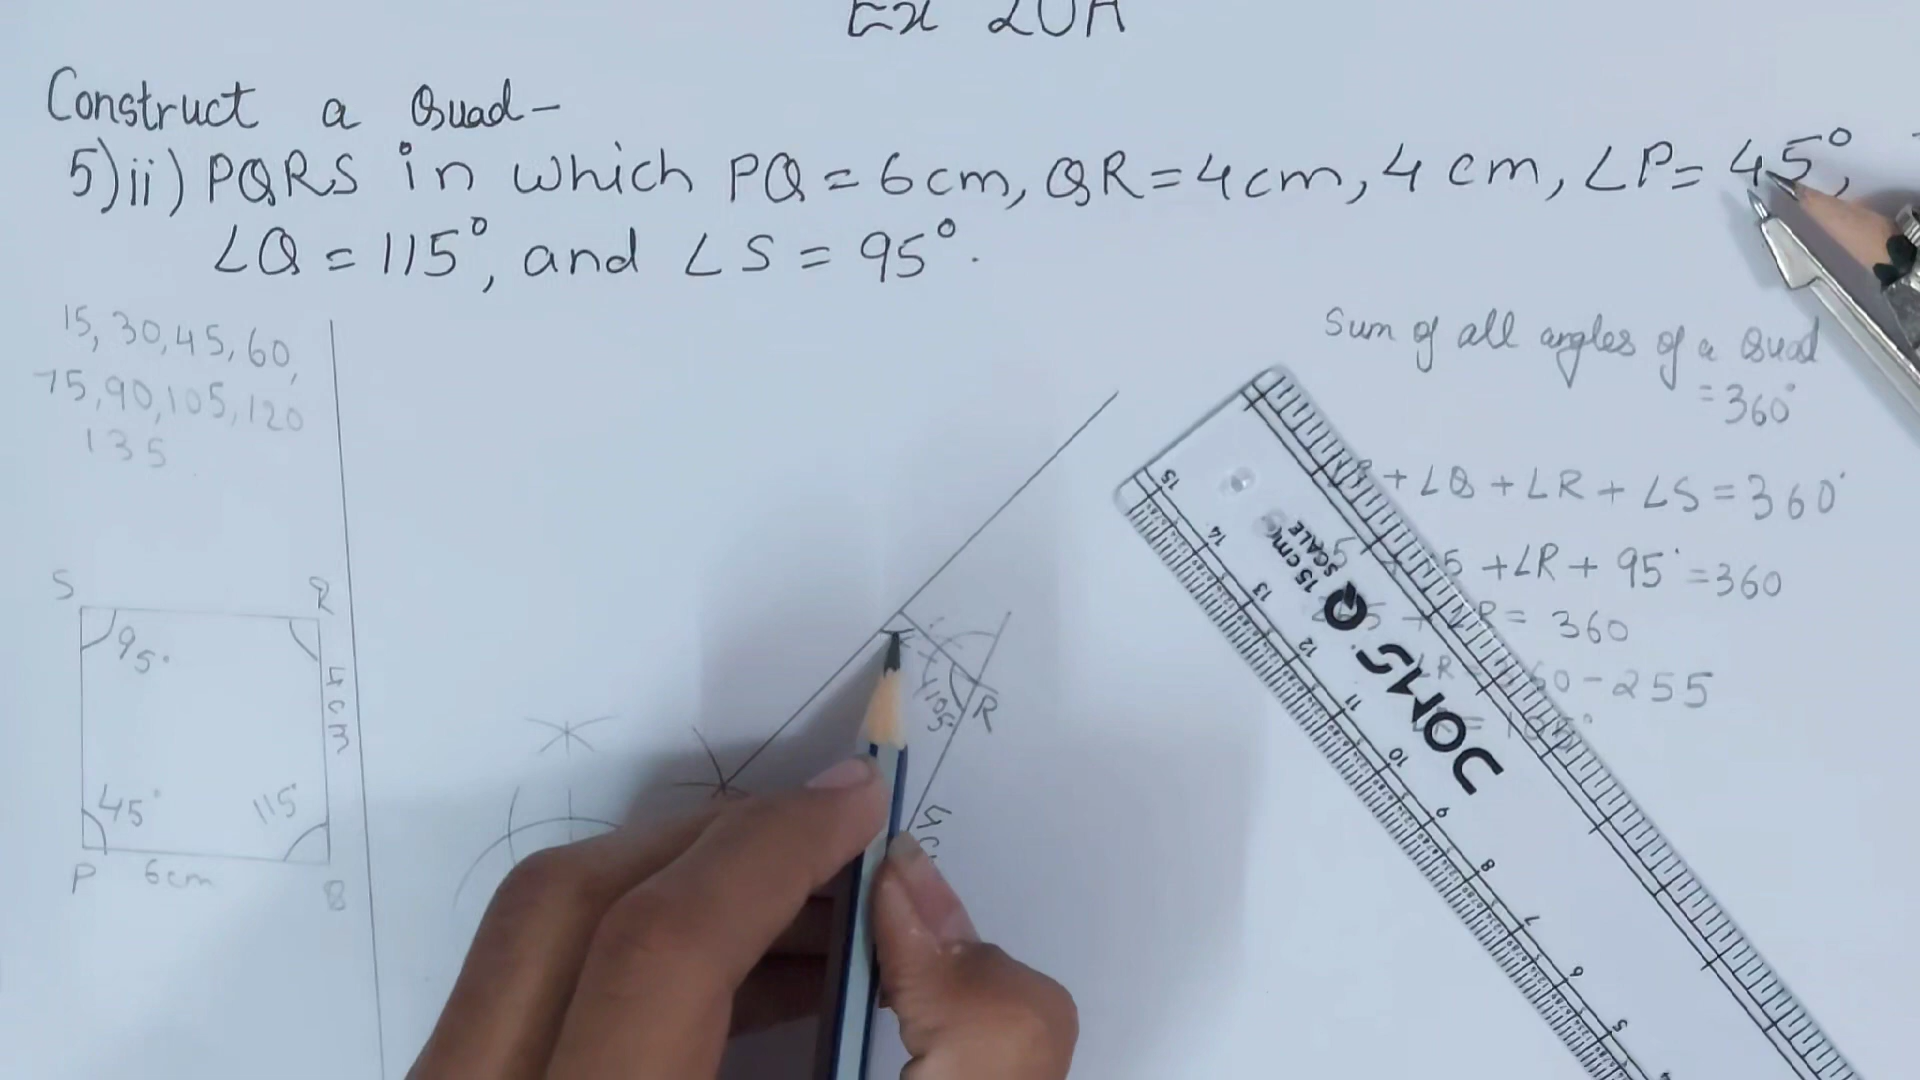 Ex 20A
Construct a Quad-
5)ii) PQRS in which PQ = 6cm, QR = 4cm, 4 cm, ∠P = 45°,
∠Q = 115°, and ∠S = 95°.
15, 30, 45, 60,
75, 90, 105, 120
135
Sum of all angles of a Quad
= 360°
+ ∠Q + ∠R + ∠S = 360°
5 + ∠R + 95° = 360
R = 360
R = 0 - 255
S
R
95°
4cm
45°
115°
P
6cm
Q
105°
R
15
14
13
12
11
10
9
8
7
6
5
15 cm
SCALE
DOMS